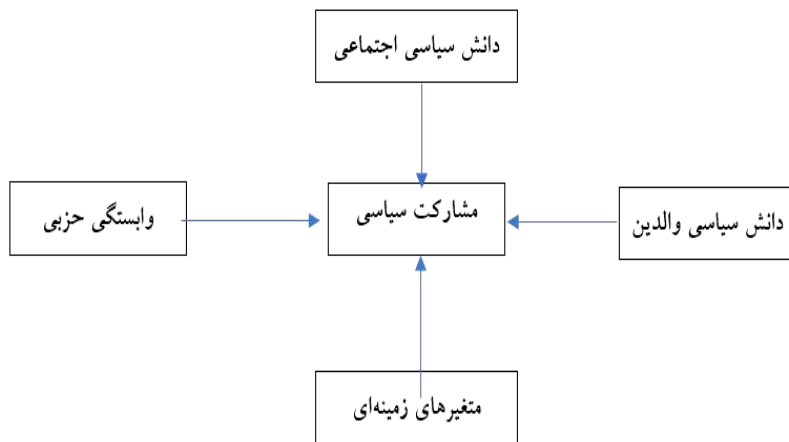 دانش سیاسی اجتماعی
دانش سیاسی والدین
مشارکت سیاسی
وابستگی حزبی
متغیرهای زمینه‌ای